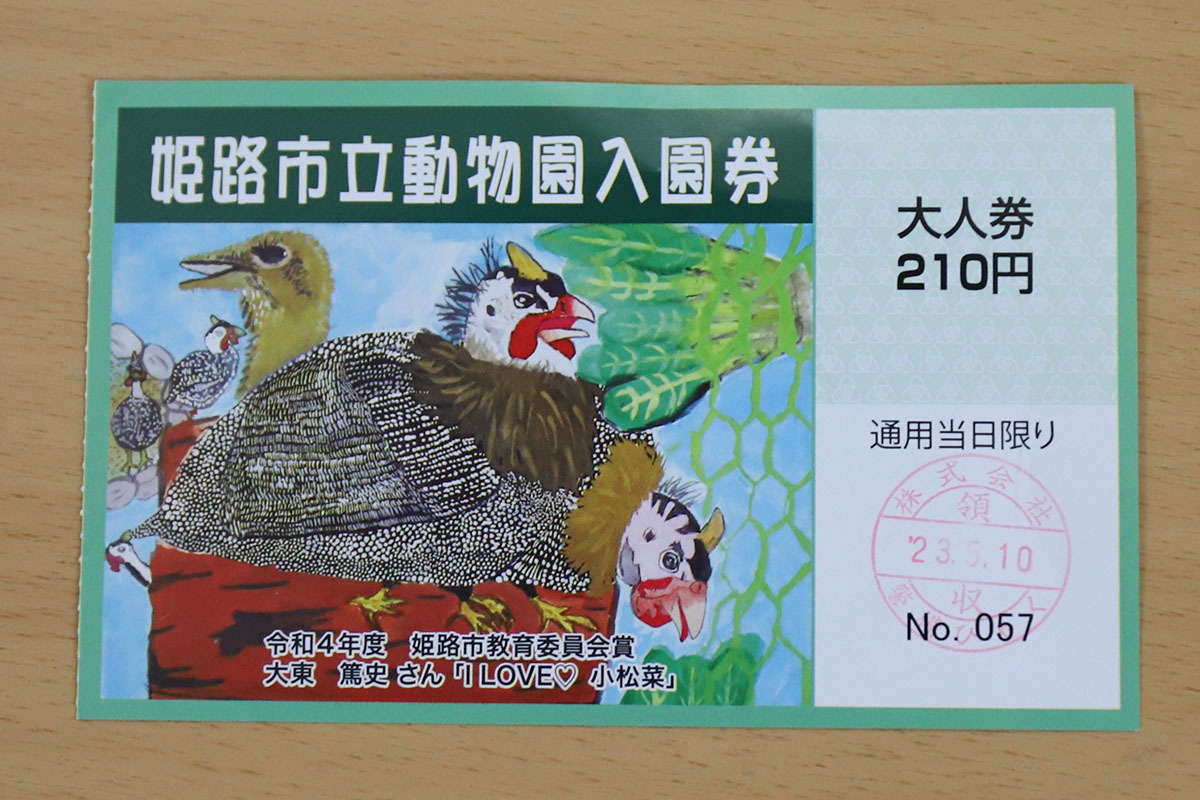 姫路市立動物園入園券
大人券
210円
通用当日限り
株式会社
領
'23.5.10
収
No. 057
令和4年度 姫路市教育委員会賞
大東 篤史 さん「I LOVE♡ 小松菜」